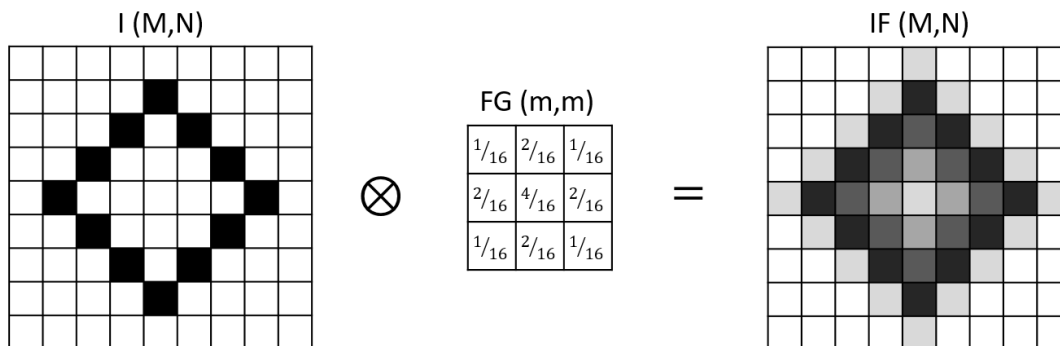 I (M,N)
IF (M,N)
FG (m,m)
1/16 2/16 1/16
2/16 4/16 2/16
1/16 2/16 1/16
⊗ =